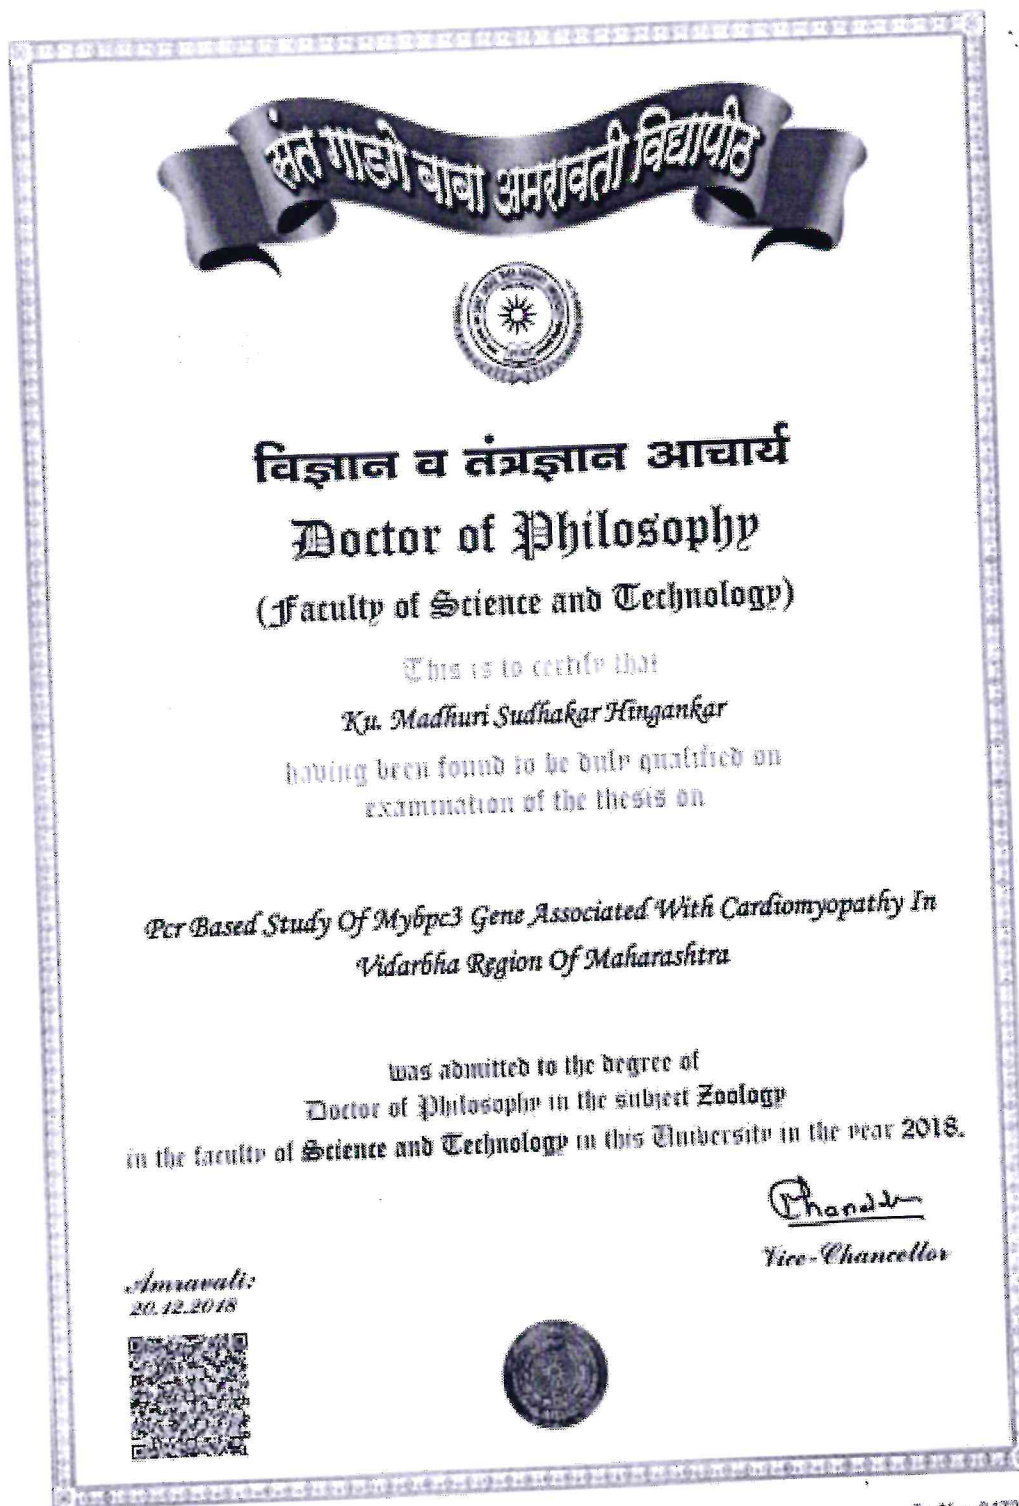 संत गाडगे बाबा अमरावती विद्यापीठ
विज्ञान व तंत्रज्ञान आचार्य
Doctor of Philosophy
(Faculty of Science and Technology)
This is to certify that
Ku. Madhuri Sudhakar Hingankar
having been found to be duly qualified on
examination of the thesis on
Pcr Based Study Of Mybpc3 Gene Associated With Cardiomyopathy In
Vidarbha Region Of Maharashtra
was admitted to the degree of
Doctor of Philosophy in the subject Zoology
in the faculty of Science and Technology in this University in the year 2018.
Vice-Chancellor
Amravati:
20.12.2018